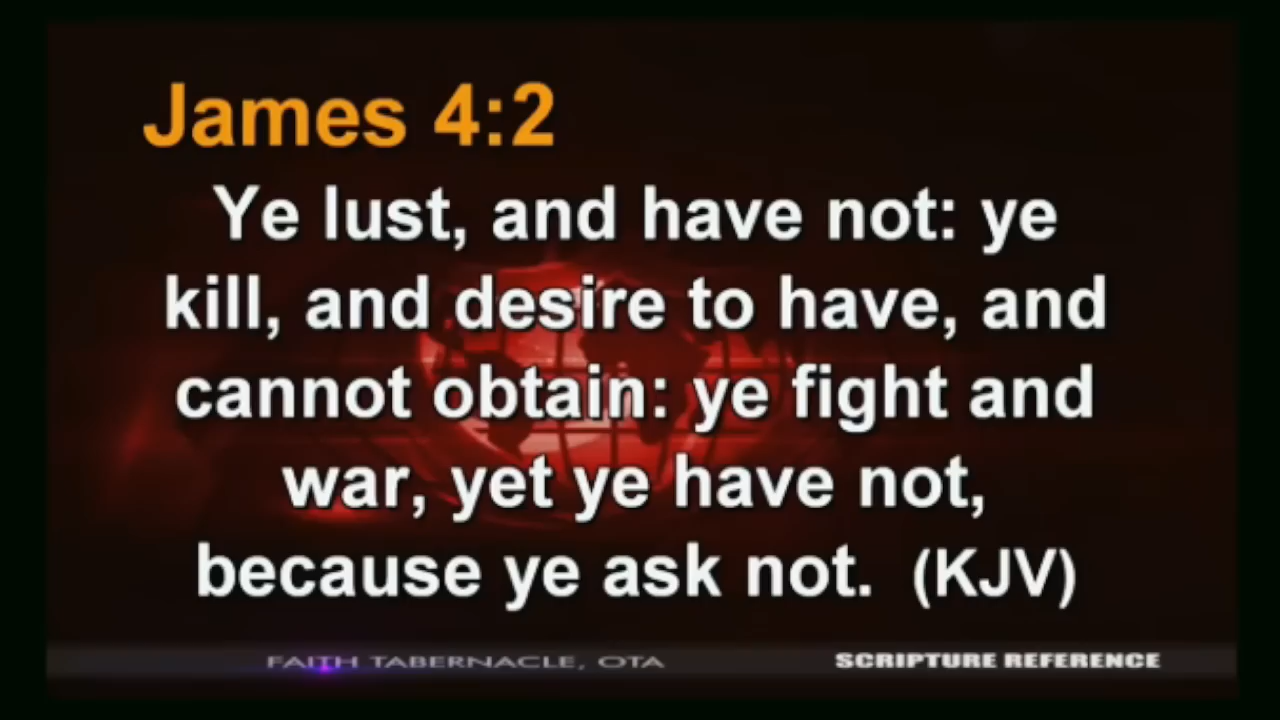 James 4:2
Ye lust, and have not: ye
kill, and desire to have, and
cannot obtain: ye fight and
war, yet ye have not,
because ye ask not. (KJV)
FAITH TABERNACLE, OTA
SCRIPTURE REFERENCE